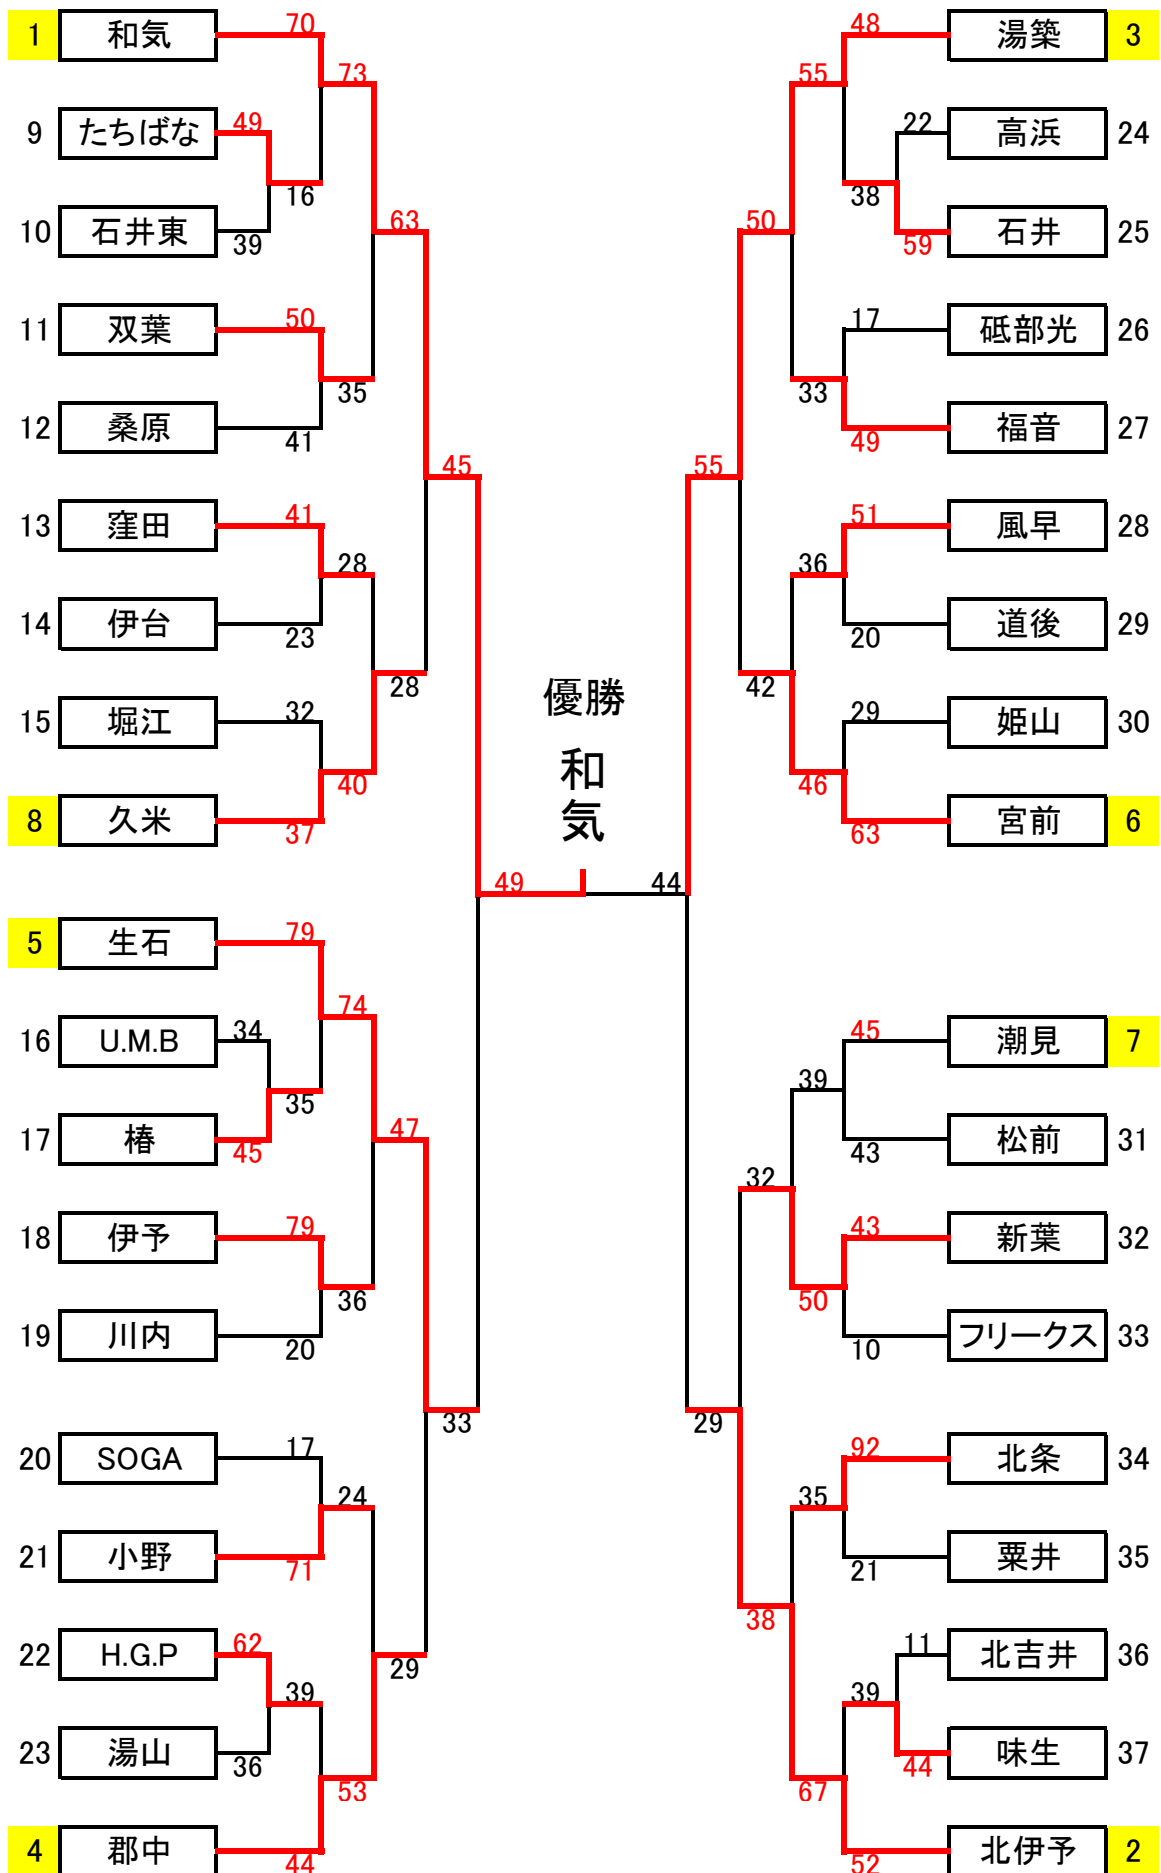 1 和気 70 48 湯築 3
73 55
9 たちばな 49 22 高浜 24
16 38
10 石井東 39 63 50 59 石井 25
11 双葉 50 17 砥部光 26
35 33
12 桑原 41 49 福音 27
45 55
13 窪田 41 51 風早 28
28 36
14 伊台 23 20 道後 29
28 42
優勝
15 堀江 32 29 姫山 30
和
40 46
気
8 久米 37 63 宮前 6
49 44
5 生石 79
74
16 U.M.B 34 45 潮見 7
35 39
17 椿 45 47 43 松前 31
32
18 伊予 79 43 新葉 32
36 50
19 川内 20 10 フリークス 33
33 29
20 SOGA 17 92 北条 34
24 35
21 小野 71 21 粟井 35
38
22 H.G.P 62 11 北吉井 36
29
39 39
23 湯山 36 44 味生 37
53 67
4 郡中 44 52 北伊予 2